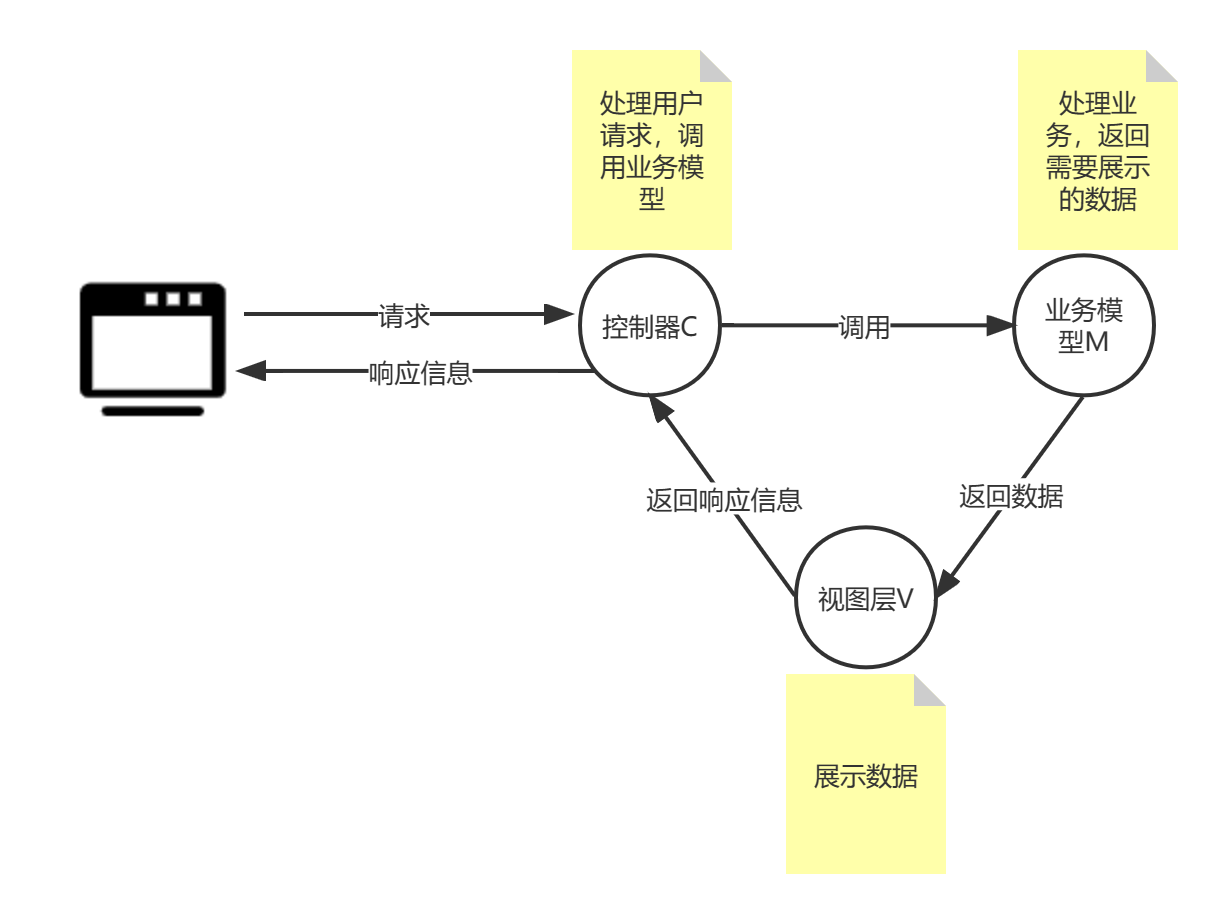 处理用户
请求，调
用业务模
型
处理业
务，返回
需要展示
的数据
请求
控制器C
调用
业务模
型M
响应信息
返回响应信息
返回数据
视图层V
展示数据